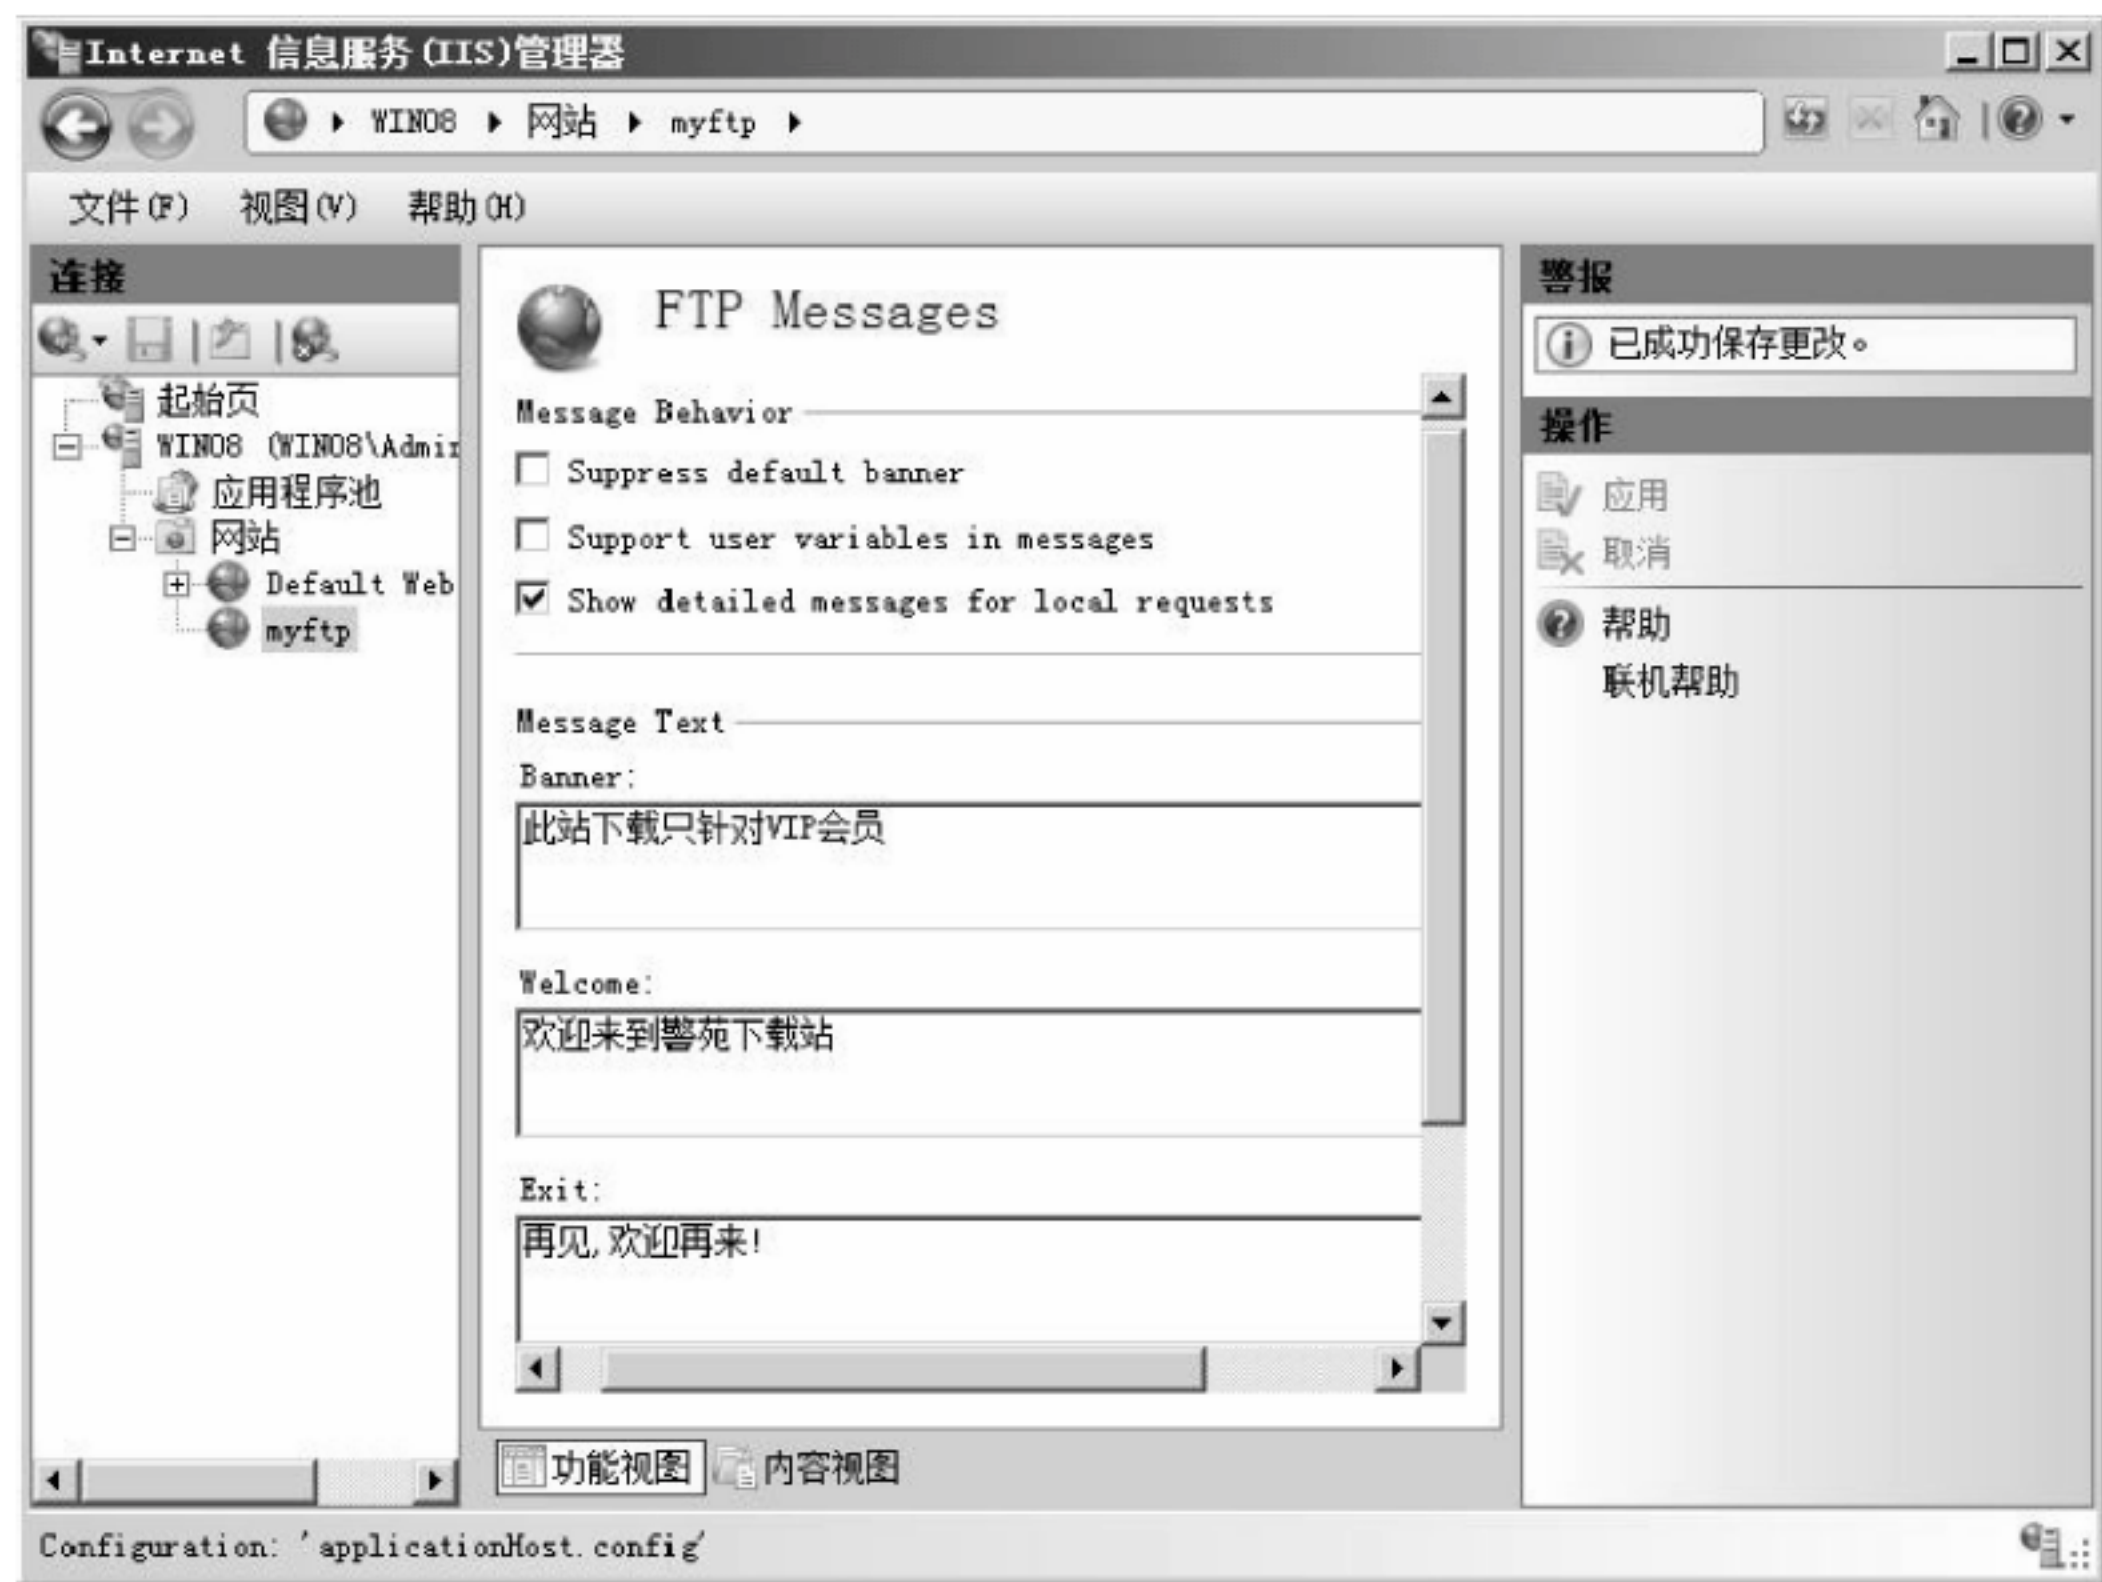 Internet 信息服务(IIS)管理器
WIN08 网站 myftp
文件(F) 视图(V) 帮助(H)
连接
起始页
WIN08 (WIN08\Admin
应用程序池
网站
Default Web
myftp
FTP Messages
Message Behavior
Suppress default banner
Support user variables in messages
Show detailed messages for local requests
Message Text
Banner:
此站下载只针对VIP会员
Welcome:
欢迎来到警苑下载站
Exit:
再见,欢迎再来!
功能视图 内容视图
警报
已成功保存更改。
操作
应用
取消
帮助
联机帮助
Configuration: 'applicationHost.config'